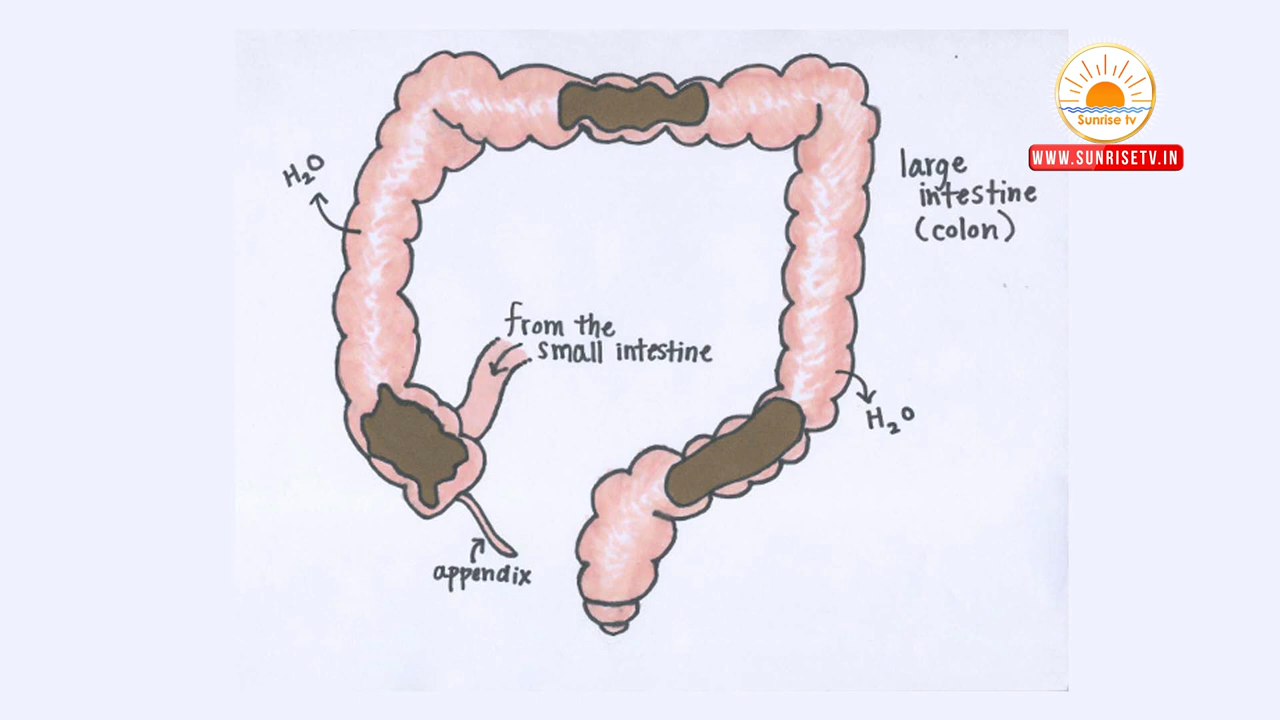 Sunrise tv
WWW.SUNRISETV.IN
large
intestine
(colon)
H₂O
from the
small intestine
H₂O
appendix